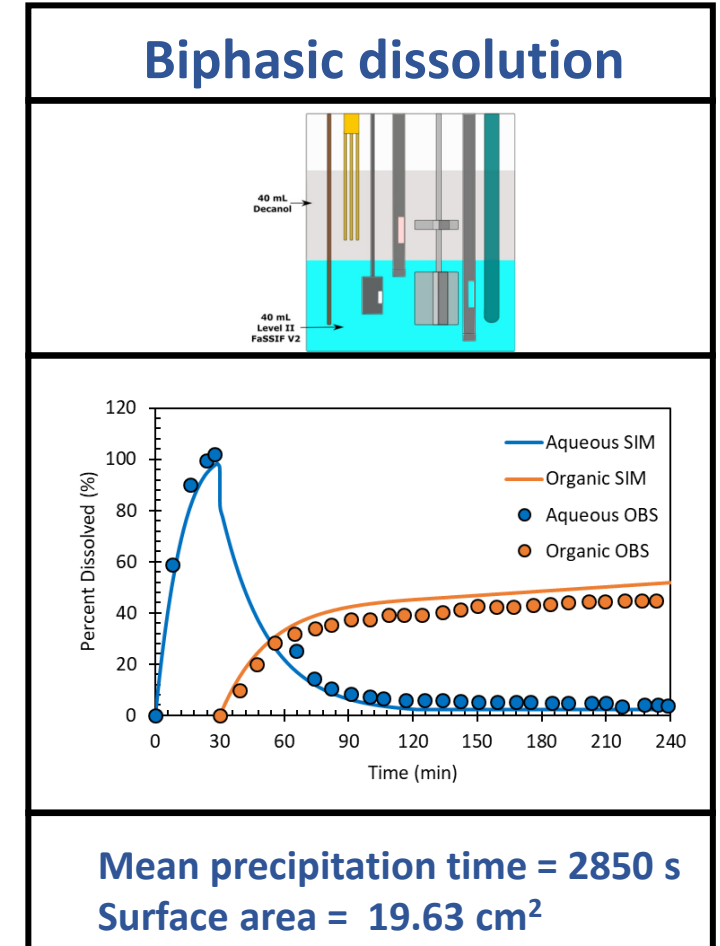 Biphasic dissolution
40 mL
Decanol
40 mL
Level II
FaSSIF V2
120
100
80
60
40
20
0
Percent Dissolved (%)
Aqueous SIM
Organic SIM
Aqueous OBS
Organic OBS
0 30 60 90 120 150 180 210 240
Time (min)
Mean precipitation time = 2850 s
Surface area = 19.63 cm²